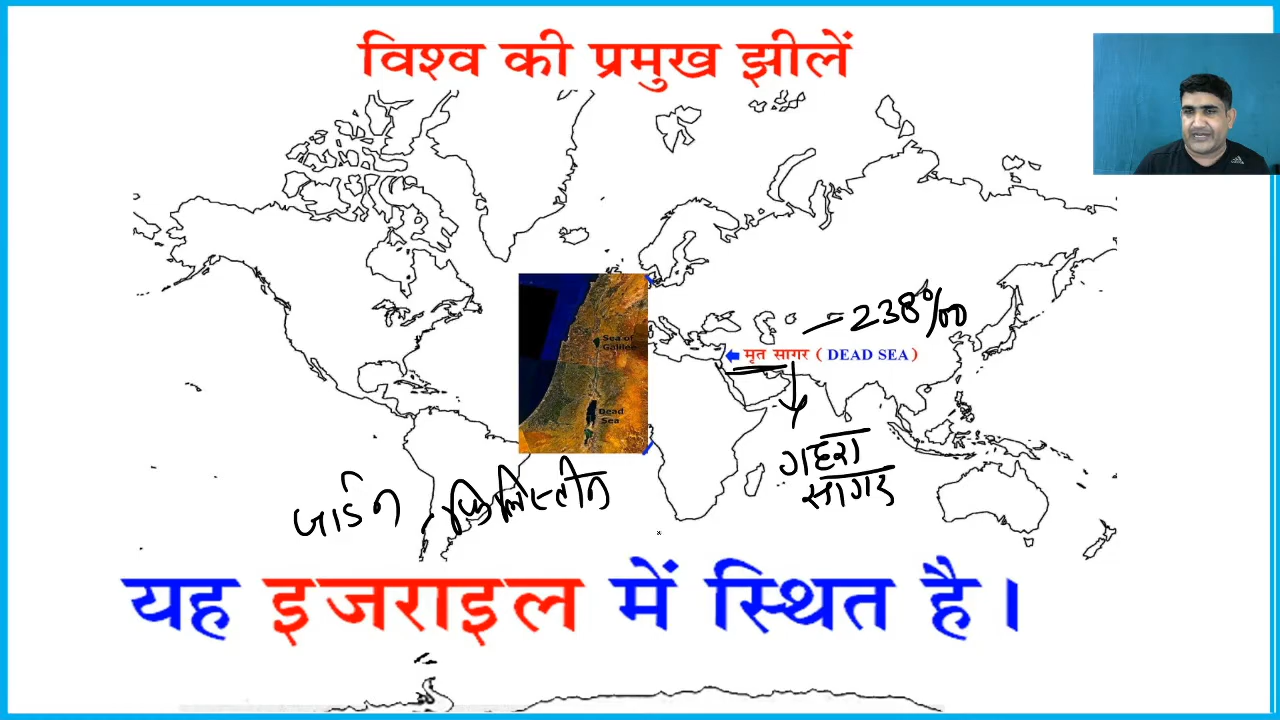 विश्व की प्रमुख झीलें
238‰
मृत सागर ( DEAD SEA )
Sea of
Galilee
Dead
Sea
गहरा
सागर
जार्डन फिलिस्तीन
यह इजराइल में स्थित है।